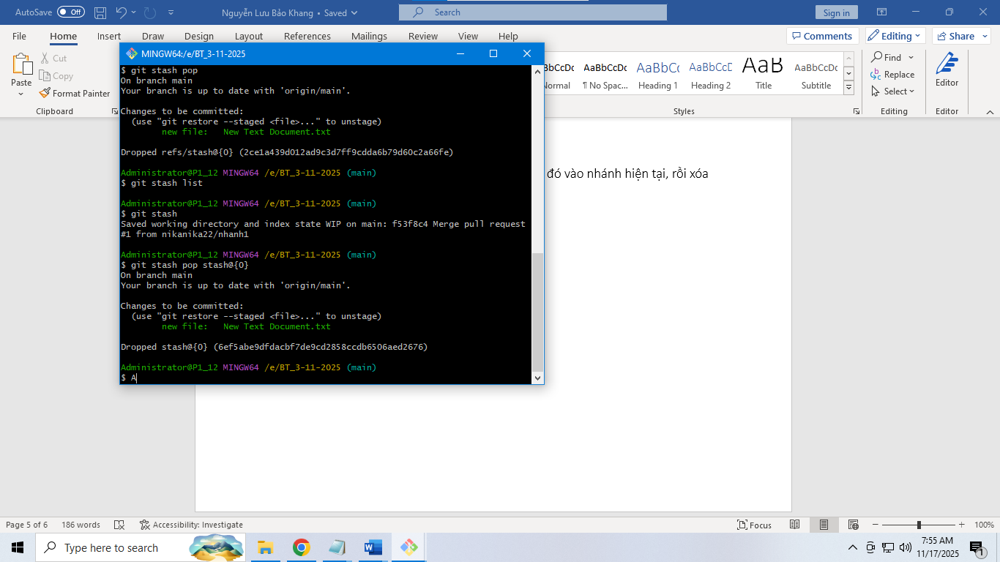 AutoSave Off Nguyễn Lưu Bảo Khang • Saved Search Sign in
File Home Insert Draw Design Layout References Mailings Review View Help Comments Editing Share
Paste
Cut
Copy
Format Painter
Clipboard
AaBbCcDc
¶ No Spac...
AaBbCc
Heading 1
AaBbCcD
Heading 2
AaB
Title
AaBbCcDc
Subtitle
Styles
Find
Replace
Select
Editing
Editor
Editor
MINGW64:/e/BT_3-11-2025
$ git stash pop
On branch main
Your branch is up to date with 'origin/main'.
Changes to be committed:
(use "git restore --staged <file>..." to unstage)
new file: New Text Document.txt
Dropped refs/stash@{0} (2ce1a439d012ad9c3d7ff9cdda6b79d60c2a66fe)
Administrator@P1_12 MINGW64 /e/BT_3-11-2025 (main)
$ git stash list
Administrator@P1_12 MINGW64 /e/BT_3-11-2025 (main)
$ git stash
Saved working directory and index state WIP on main: f53f8c4 Merge pull request
#1 from nikanika22/nhanh1
Administrator@P1_12 MINGW64 /e/BT_3-11-2025 (main)
$ git stash pop stash@{0}
On branch main
Your branch is up to date with 'origin/main'.
Changes to be committed:
(use "git restore --staged <file>..." to unstage)
new file: New Text Document.txt
Dropped stash@{0} (6ef5abe9dfdacbf7de9cd2858ccdb6506aed2676)
Administrator@P1_12 MINGW64 /e/BT_3-11-2025 (main)
$ A
đó vào nhánh hiện tại, rồi xóa
Page 5 of 6 186 words Accessibility: Investigate Focus 100%
Type here to search
7:55 AM
11/17/2025
1